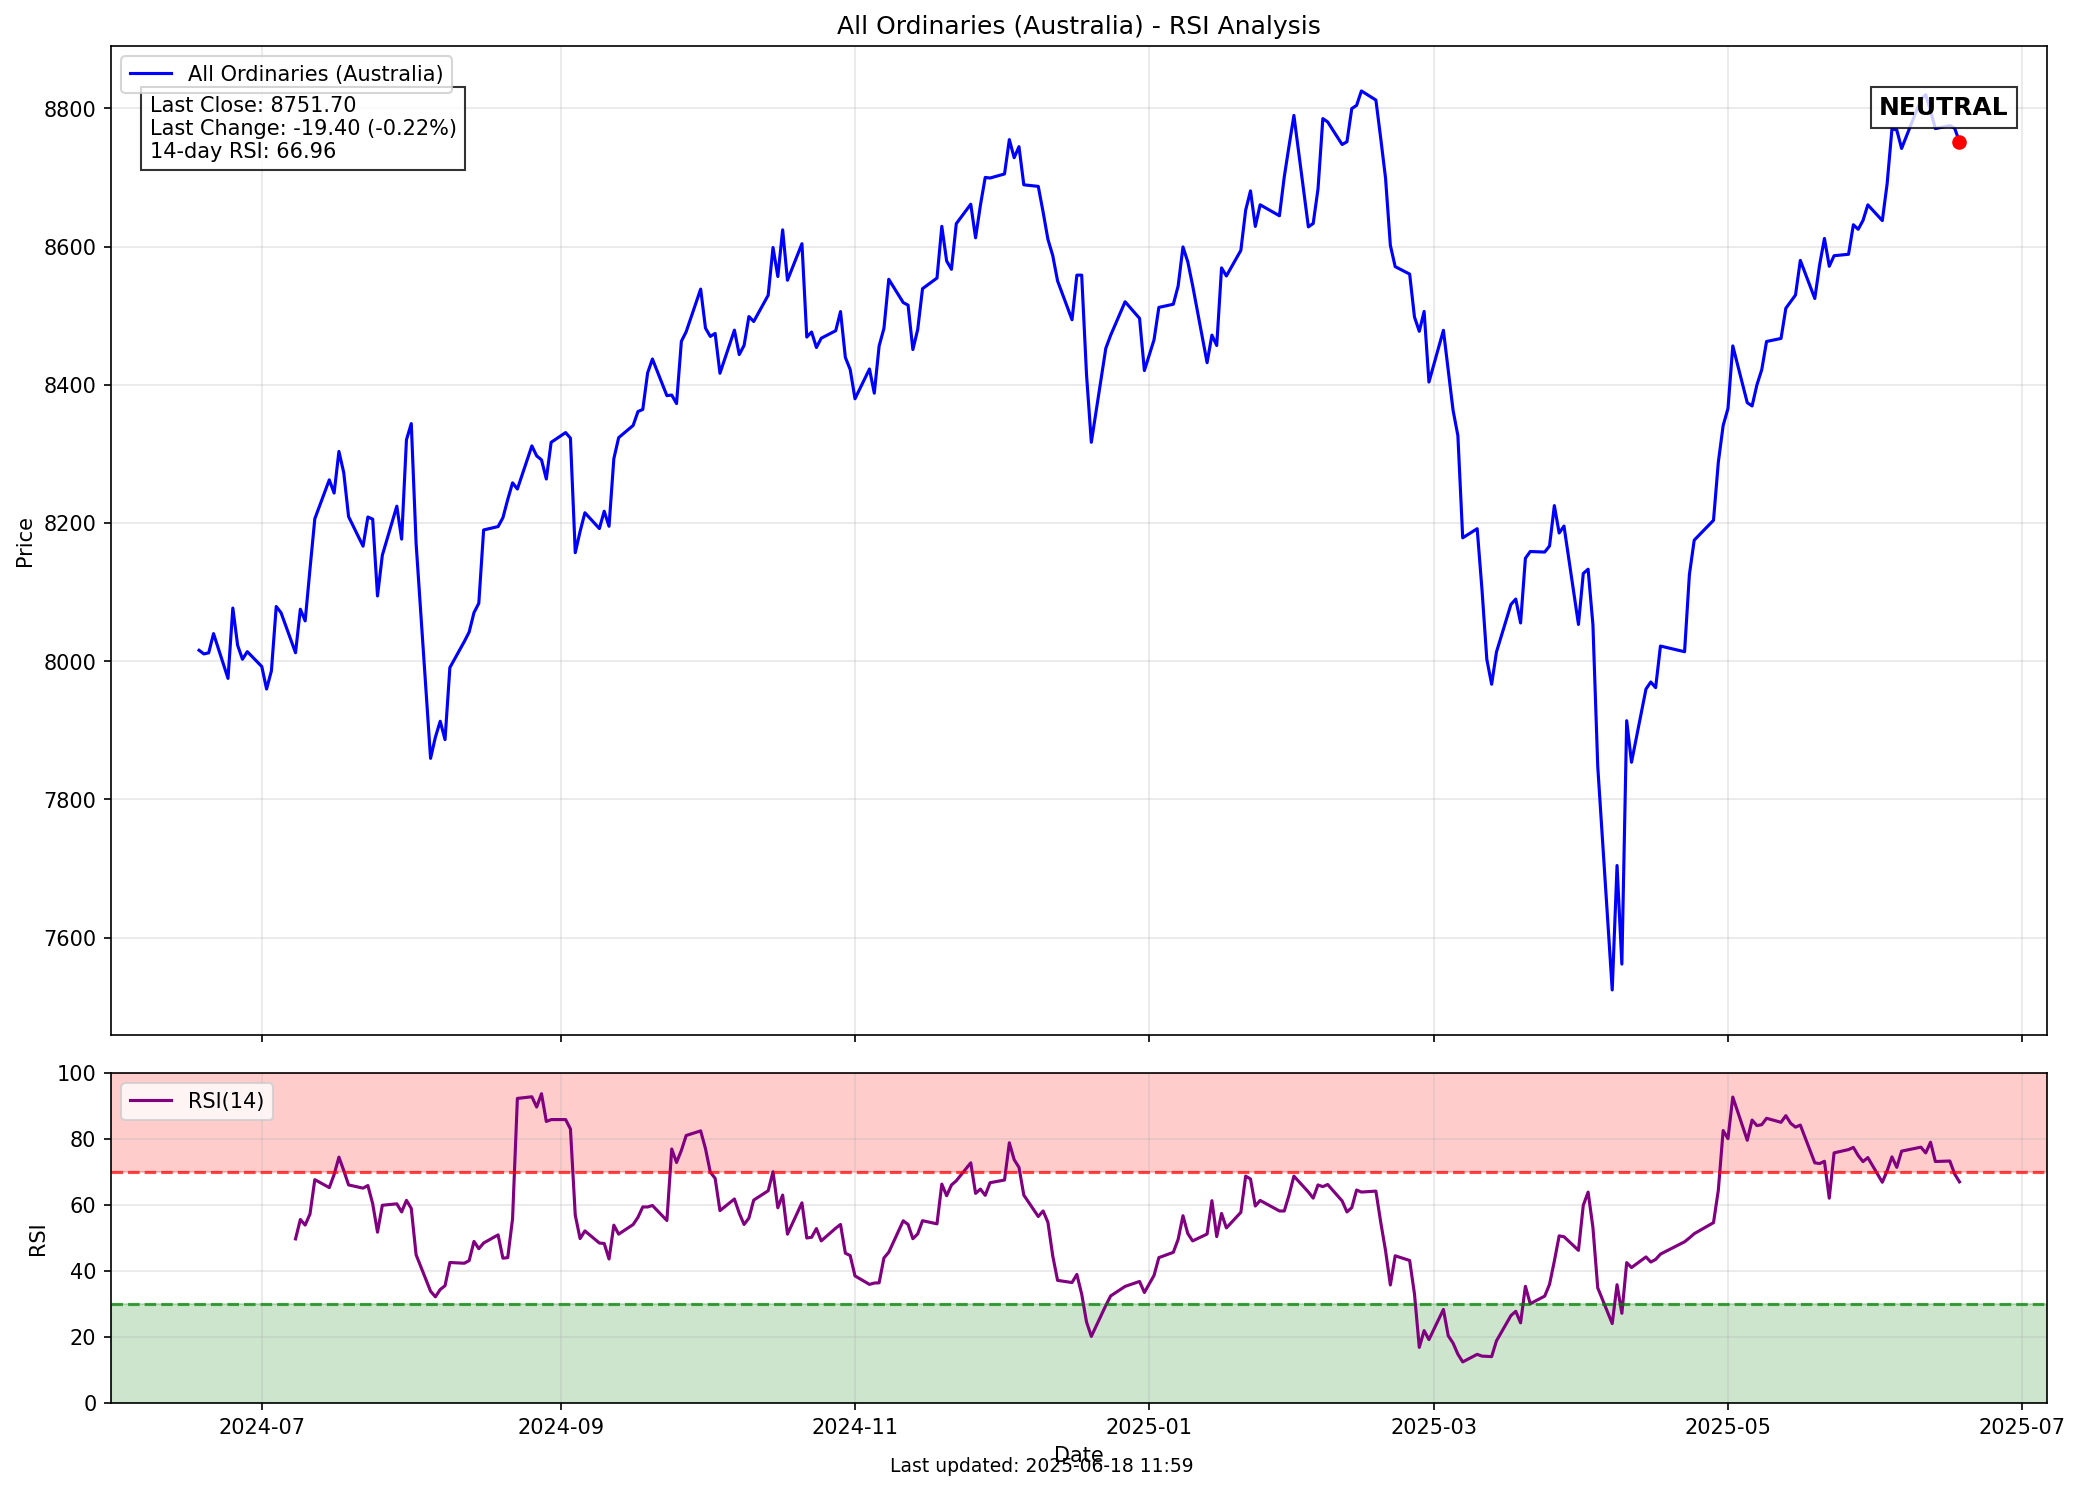 All Ordinaries (Australia) - RSI Analysis
All Ordinaries (Australia)
Last Close: 8751.70
Last Change: -19.40 (-0.22%)
14-day RSI: 66.96
NEUTRAL
Price
8800
8600
8400
8200
8000
7800
7600
RSI(14)
RSI
100
80
60
40
20
0
2024-07
2024-09
2024-11
2025-01
2025-03
2025-05
2025-07
Date
Last updated: 2025-06-18 11:59